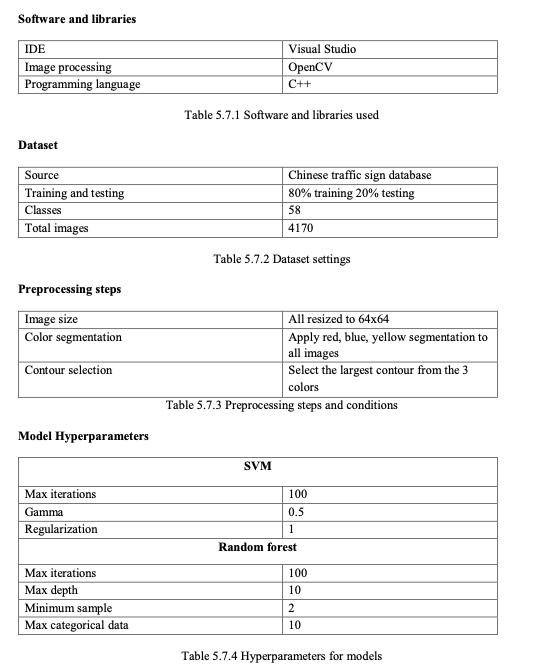 Software and libraries
IDE Visual Studio
Image processing OpenCV
Programming language C++
Table 5.7.1 Software and libraries used
Dataset
Source Chinese traffic sign database
Training and testing 80% training 20% testing
Classes 58
Total images 4170
Table 5.7.2 Dataset settings
Preprocessing steps
Image size All resized to 64x64
Color segmentation Apply red, blue, yellow segmentation to
all images
Contour selection Select the largest contour from the 3
colors
Table 5.7.3 Preprocessing steps and conditions
Model Hyperparameters
SVM
Max iterations 100
Gamma 0.5
Regularization 1
Random forest
Max iterations 100
Max depth 10
Minimum sample 2
Max categorical data 10
Table 5.7.4 Hyperparameters for models